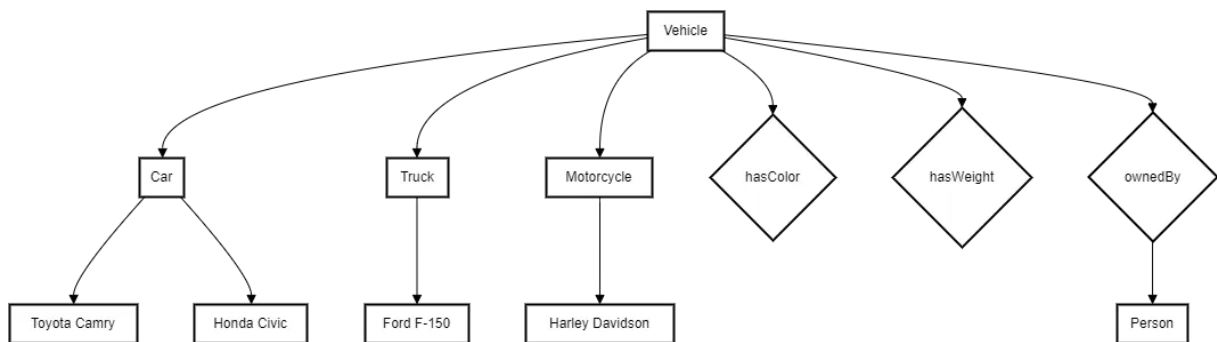 Vehicle
Car
Truck
Motorcycle
hasColor
hasWeight
ownedBy
Toyota Camry
Honda Civic
Ford F-150
Harley Davidson
Person